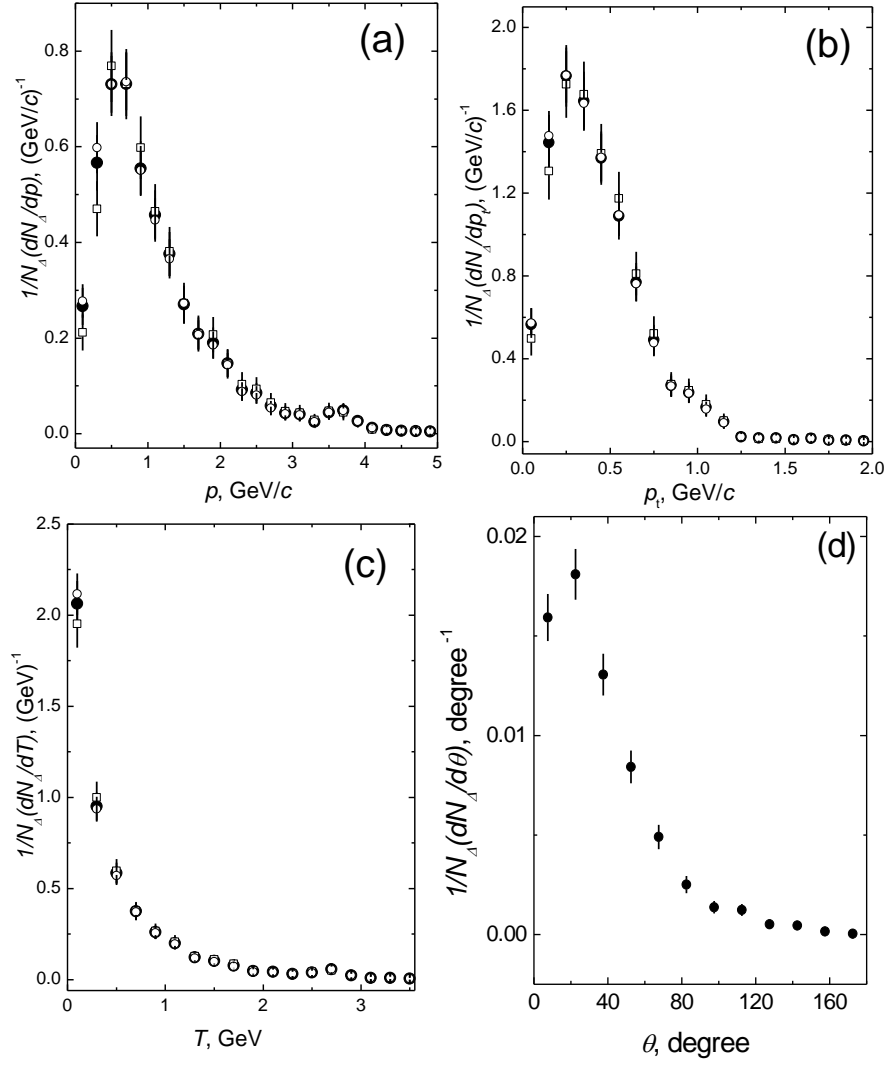 (a)
0.8
0.6
0.4
0.2
0.0
1/N_Δ(dN_Δ/dp), (GeV/c)^-1
0 1 2 3 4 5
p, GeV/c
(b)
2.0
1.6
1.2
0.8
0.4
0.0
1/N_Δ(dN_Δ/dp_t), (GeV/c)^-1
0.0 0.5 1.0 1.5 2.0
p_t, GeV/c
(c)
2.5
2.0
1.5
1.0
0.5
0.0
1/N_Δ(dN_Δ/dT), (GeV)^-1
0 1 2 3
T, GeV
(d)
0.02
0.01
0.00
1/N_Δ(dN_Δ/dθ), degree^-1
0 40 80 120 160
θ, degree